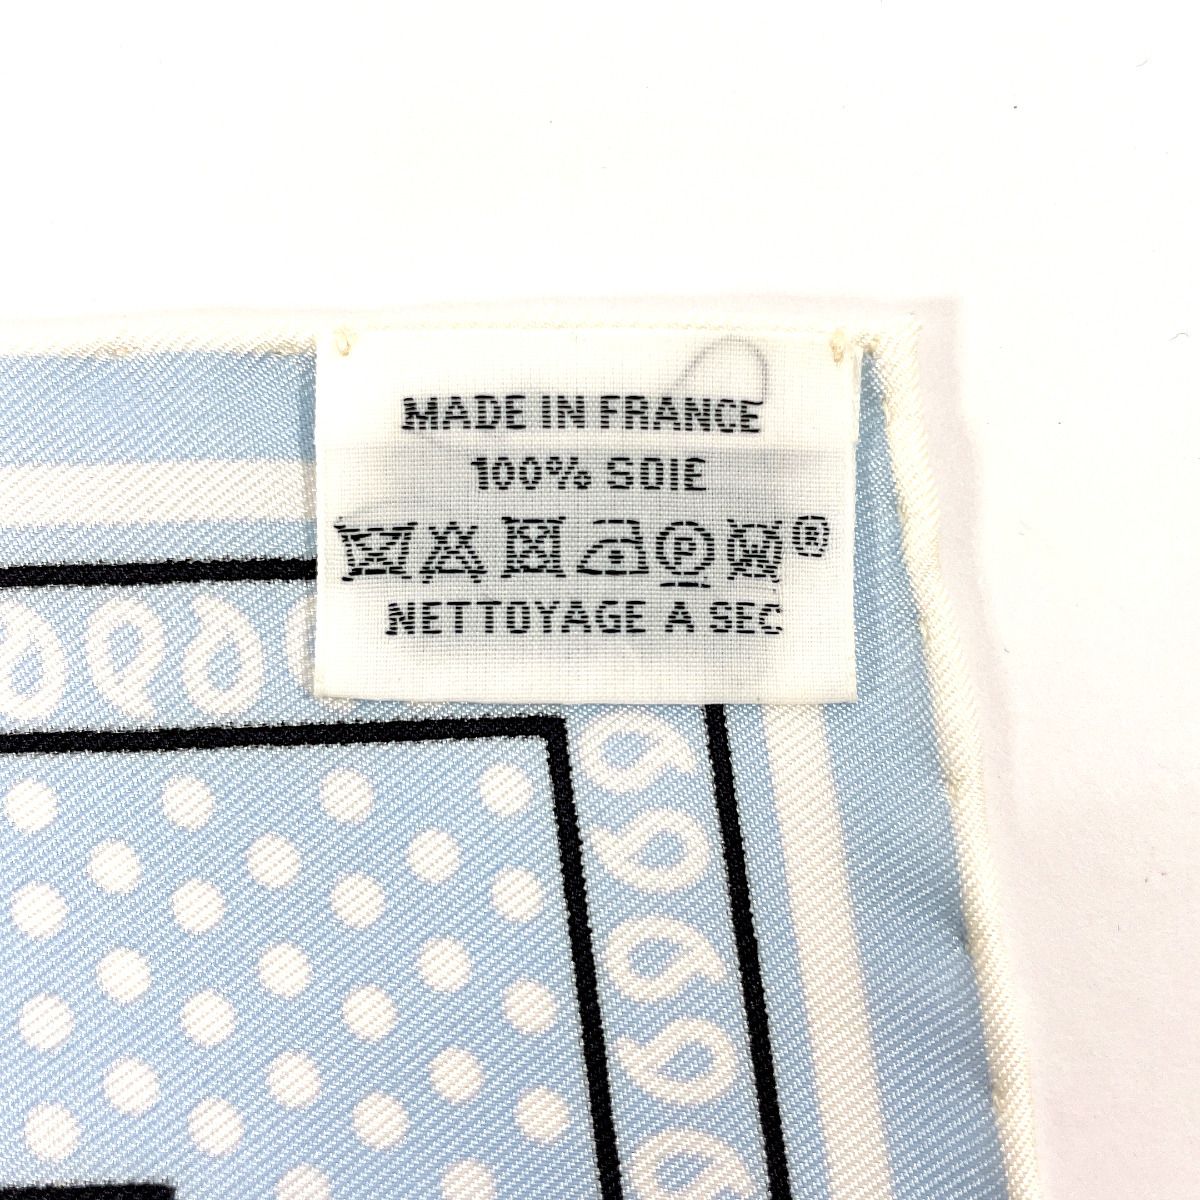 MADE IN FRANCE
100% SOIE
P W ®
NETTOYAGE A SEC